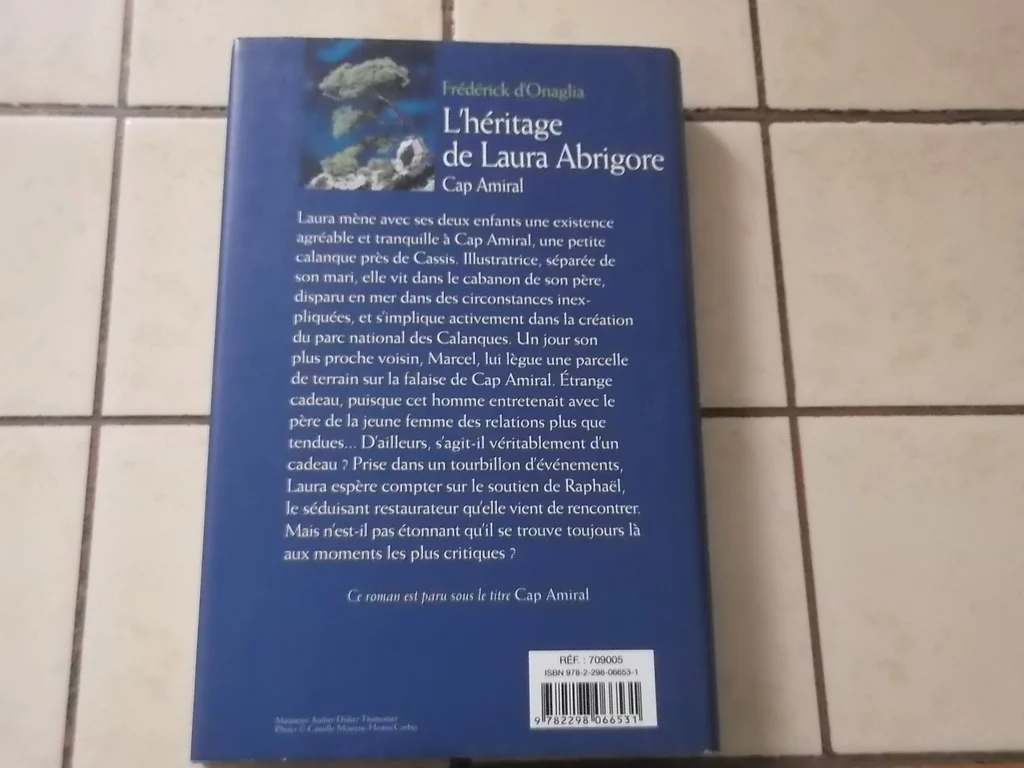 Frédérick d'Onaglia
L'héritage
de Laura Abrigore
Cap Amiral
Laura mène avec ses deux enfants une existence
agréable et tranquille à Cap Amiral, une petite
calanque près de Cassis. Illustratrice, séparée de
son mari, elle vit dans le cabanon de son père,
disparu en mer dans des circonstances inex-
pliquées, et s'implique activement dans la création
du parc national des Calanques. Un jour son
plus proche voisin, Marcel, lui lègue une parcelle
de terrain sur la falaise de Cap Amiral. Étrange
cadeau, puisque cet homme entretenait avec le
père de la jeune femme des relations plus que
tendues... D'ailleurs, s'agit-il véritablement d'un
cadeau ? Prise dans un tourbillon d'événements,
Laura espère compter sur le soutien de Raphaël,
le séduisant restaurateur qu'elle vient de rencontrer.
Mais n'est-il pas étonnant qu'il se trouve toujours là
aux moments les plus critiques ?
Ce roman est paru sous le titre Cap Amiral
RÉF. : 709005
ISBN 978-2-298-06653-1
9 782298 066531
Maquette: Atelier Didier
Photo © Camille